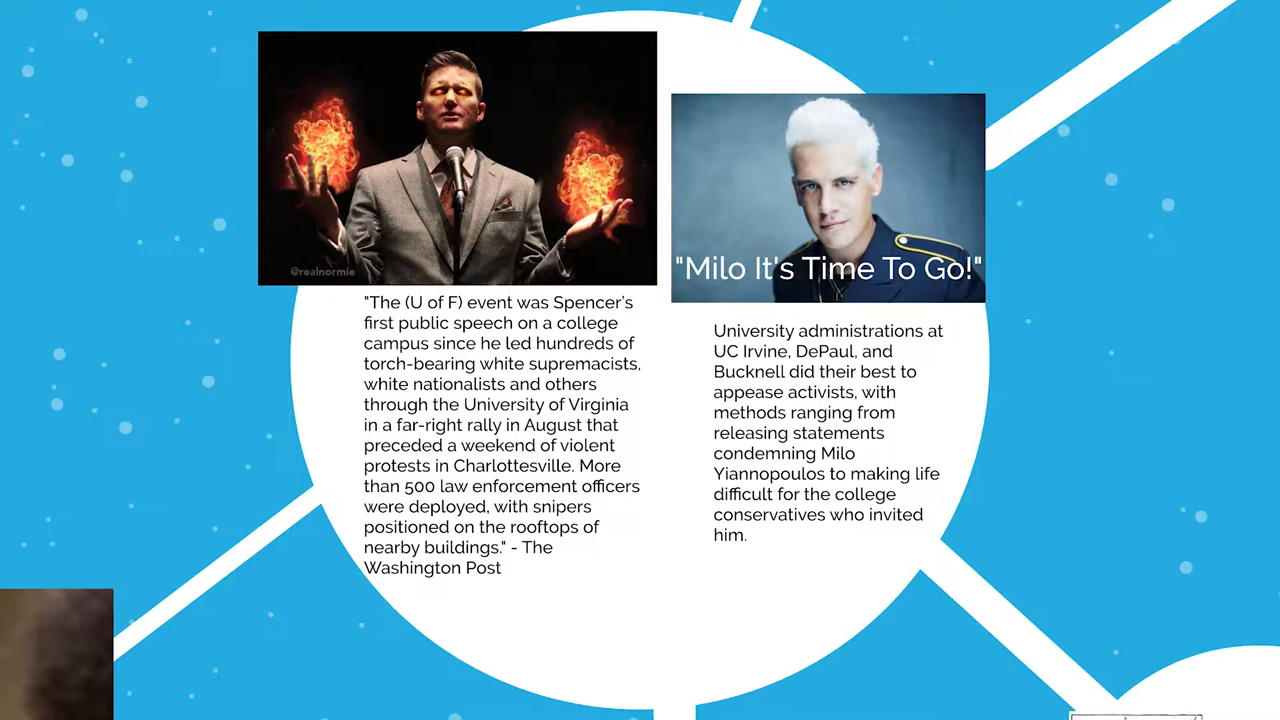 @realnormie
"The (U of F) event was Spencer's
first public speech on a college
campus since he led hundreds of
torch-bearing white supremacists,
white nationalists and others
through the University of Virginia
in a far-right rally in August that
preceded a weekend of violent
protests in Charlottesville. More
than 500 law enforcement officers
were deployed, with snipers
positioned on the rooftops of
nearby buildings." - The
Washington Post
"Milo It's Time To Go!"
University administrations at
UC Irvine, DePaul, and
Bucknell did their best to
appease activists, with
methods ranging from
releasing statements
condemning Milo
Yiannopoulos to making life
difficult for the college
conservatives who invited
him.